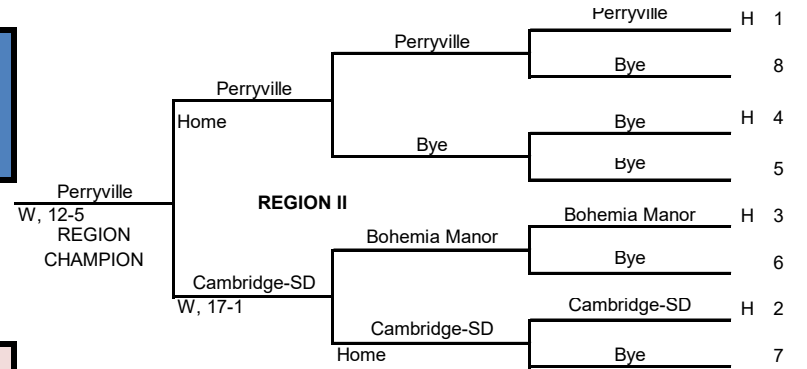 Perryville H 1
Perryville
Bye 8
Perryville
Home
Bye H 4
Bye
Bye 5
Perryville
W, 12-5
REGION II
REGION
CHAMPION
Bohemia Manor H 3
Bohemia Manor
Bye 6
Cambridge-SD
W, 17-1
Cambridge-SD H 2
Cambridge-SD
Home
Bye 7